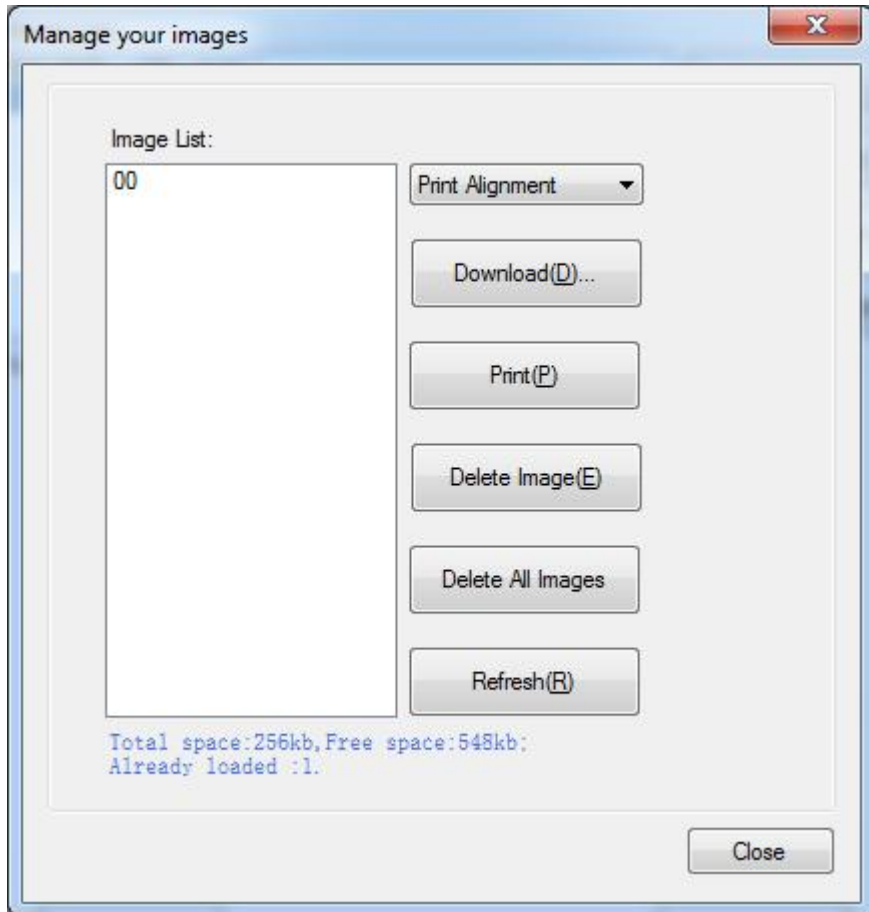 Manage your images
Image List:
00
Print Alignment
Download(D)...
Print(P)
Delete Image(E)
Delete All Images
Refresh(R)
Total space:256kb,Free space:548kb;
Already loaded :1.
Close